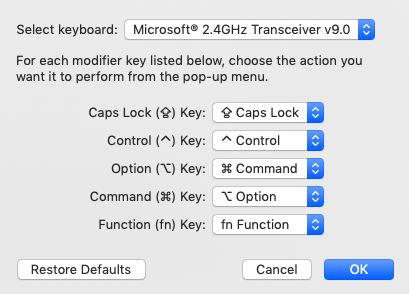 Select keyboard: Microsoft® 2.4GHz Transceiver v9.0
For each modifier key listed below, choose the action you
want it to perform from the pop-up menu.
Caps Lock (⇪) Key: ⇪ Caps Lock
Control (^) Key: ^ Control
Option (⌥) Key: ⌘ Command
Command (⌘) Key: ⌥ Option
Function (fn) Key: fn Function
Restore Defaults Cancel OK